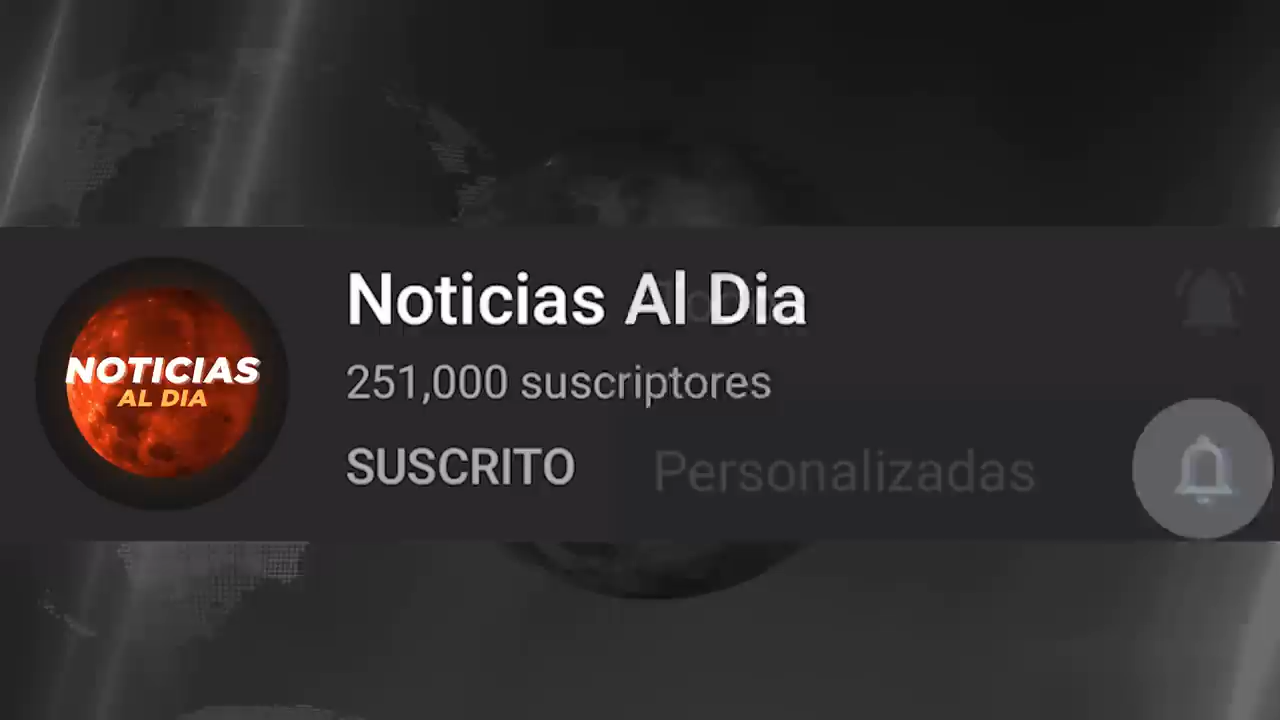 Noticias Al Dia
251,000 suscriptores
SUSCRITO
Personalizadas
NOTICIAS
AL DIA